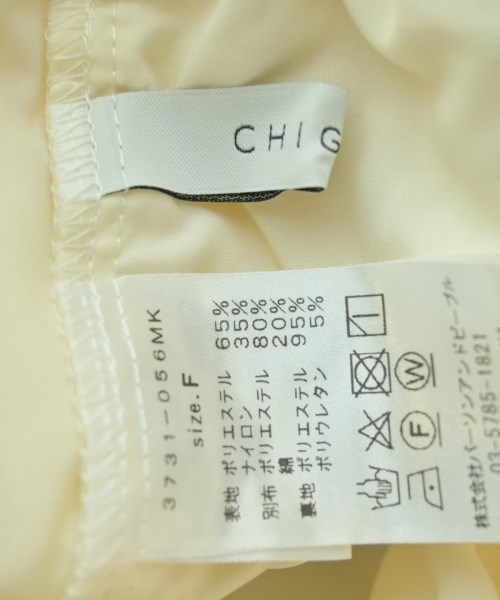 CHI G
3731-056MK
size.F
表地 ポリエステル 65%
ナイロン 35%
別布 ポリエステル 80%
綿 20%
裏地 ポリエステル 95%
ポリウレタン 5%
W
F
株式会社パーソンアンドピープル
03-5785-1821